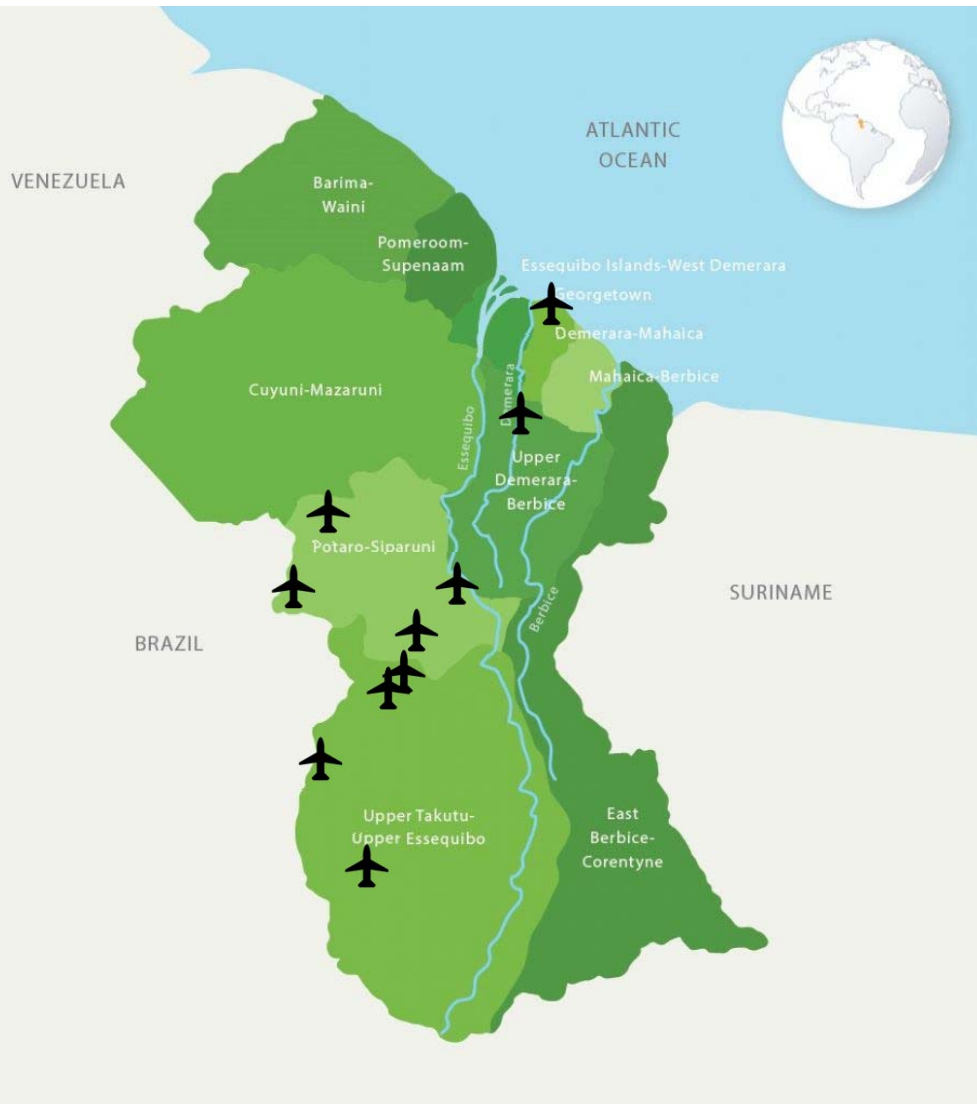 ATLANTIC
OCEAN
VENEZUELA
Barima-
Waini
Pomeroom-
Supenaam
Essequibo Islands-West Demerara
Georgetown
Demerara-Mahaica
Mahaica-Berbice
Cuyuni-Mazaruni
Essequibo
Demerara
Upper
Demerara-
Berbice
Potaro-Siparuni
SURINAME
Berbice
BRAZIL
Upper Takutu-
Upper Essequibo
East
Berbice-
Corentyne